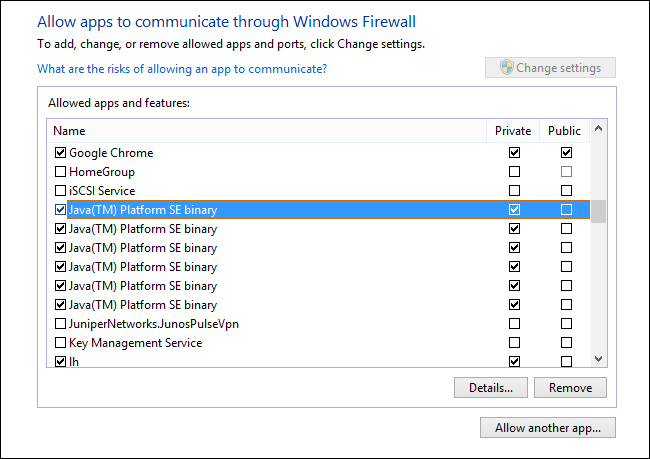 Allow apps to communicate through Windows Firewall
To add, change, or remove allowed apps and ports, click Change settings.
What are the risks of allowing an app to communicate?
Change settings
Allowed apps and features:
Name Private Public
Google Chrome
HomeGroup
iSCSI Service
Java(TM) Platform SE binary
Java(TM) Platform SE binary
Java(TM) Platform SE binary
Java(TM) Platform SE binary
Java(TM) Platform SE binary
Java(TM) Platform SE binary
JuniperNetworks.JunosPulseVpn
Key Management Service
lh
Details... Remove
Allow another app...